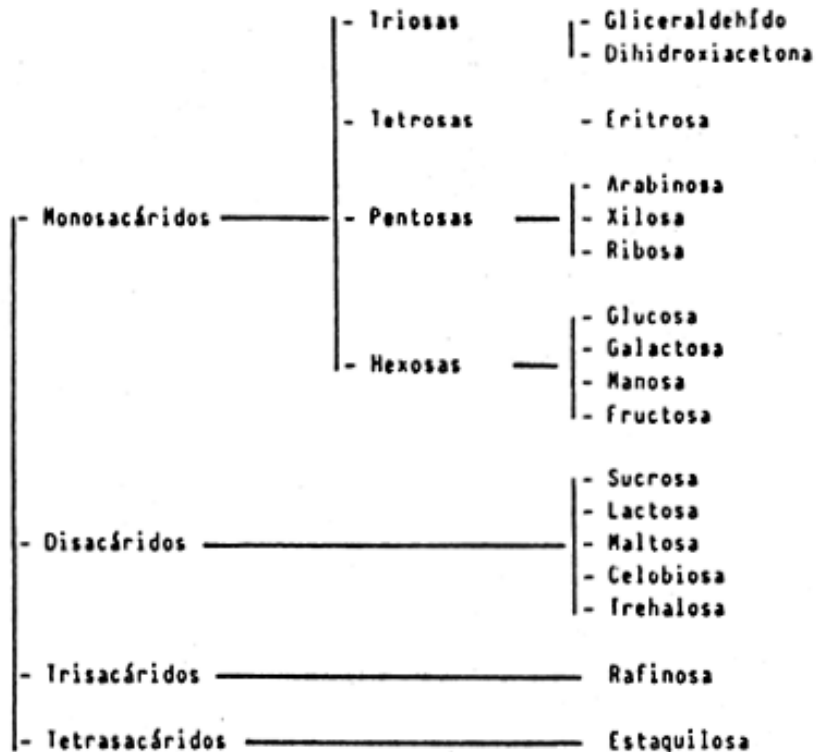 - Triosas - Gliceraldehído
- Dihidroxiacetona
- Tetrosas - Eritrosa
- Arabinosa
- Monosacáridos - Pentosas - Xilosa
- Ribosa
- Glucosa
- Galactosa
- Hexosas - Manosa
- Fructosa
- Sucrosa
- Lactosa
- Disacáridos - Maltosa
- Celobiosa
- Trehalosa
- Trisacáridos Rafinosa
- Tetrasacáridos Estaquilosa